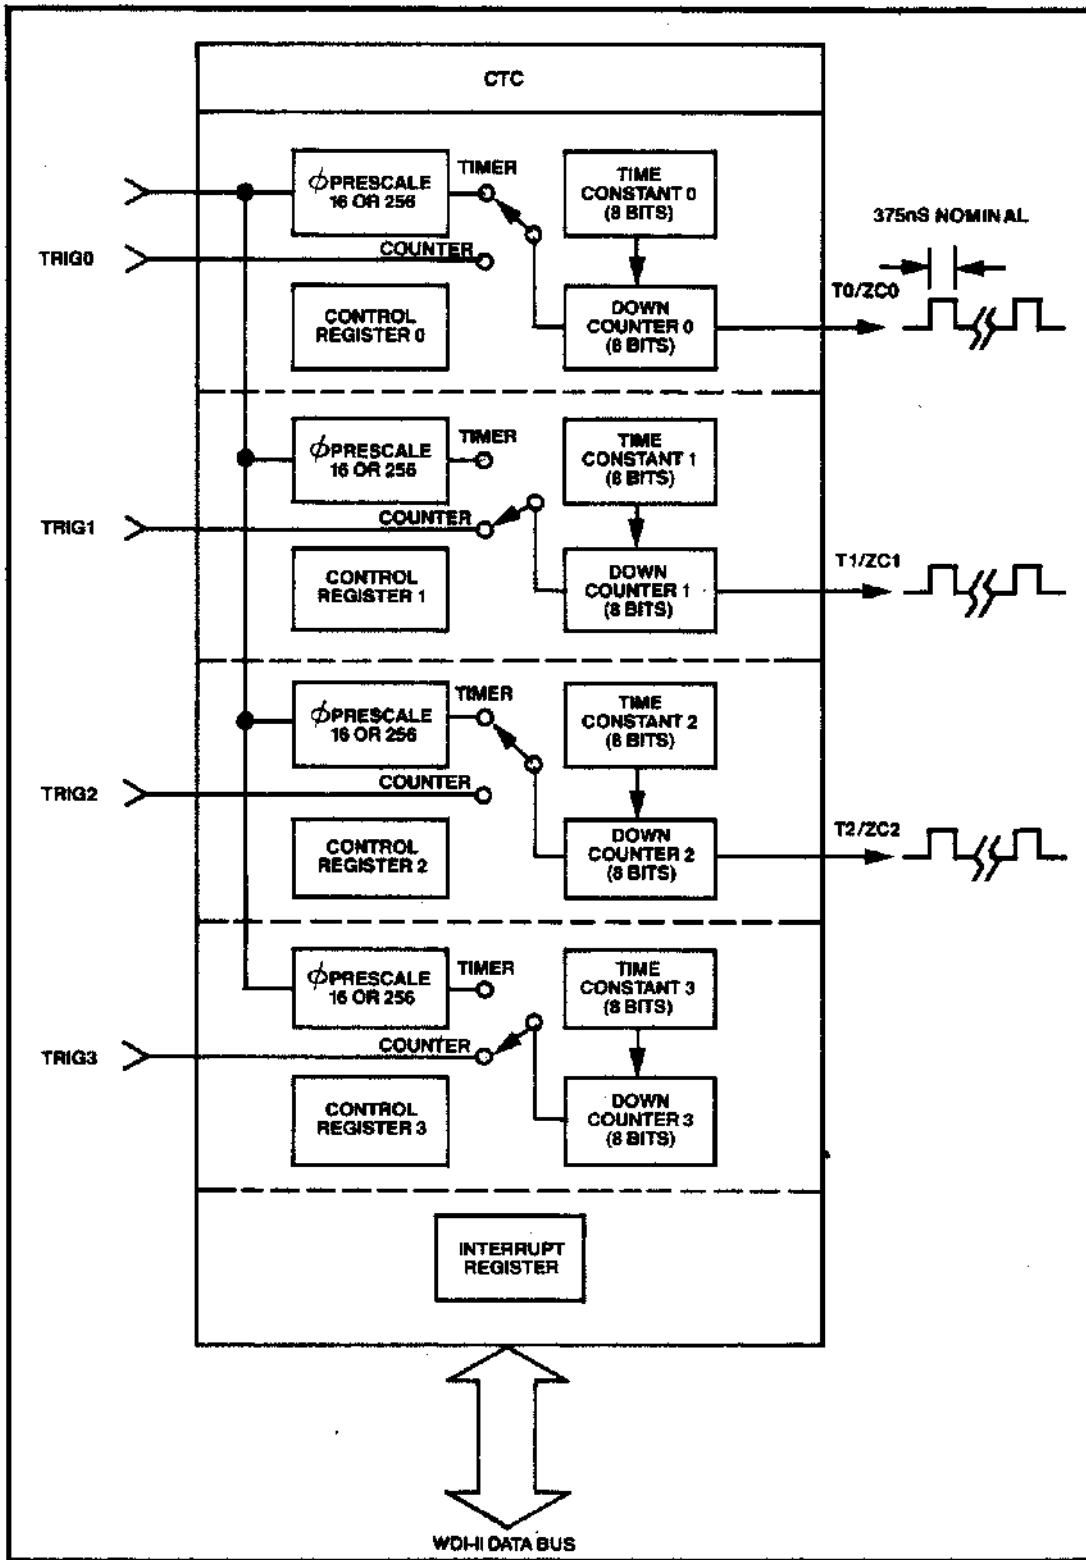 CTC
TIMER
ϕ PRESCALE
16 OR 256
TIME
CONSTANT 0
(8 BITS)
375nS NOMINAL
TRIG0
COUNTER
T0/ZC0
CONTROL
REGISTER 0
DOWN
COUNTER 0
(8 BITS)
TIMER
ϕ PRESCALE
16 OR 256
TIME
CONSTANT 1
(8 BITS)
TRIG1
COUNTER
T1/ZC1
CONTROL
REGISTER 1
DOWN
COUNTER 1
(8 BITS)
TIMER
ϕ PRESCALE
16 OR 256
TIME
CONSTANT 2
(8 BITS)
TRIG2
COUNTER
T2/ZC2
CONTROL
REGISTER 2
DOWN
COUNTER 2
(8 BITS)
TIMER
ϕ PRESCALE
16 OR 256
TIME
CONSTANT 3
(8 BITS)
TRIG3
COUNTER
CONTROL
REGISTER 3
DOWN
COUNTER 3
(8 BITS)
INTERRUPT
REGISTER
WDI-II DATA BUS